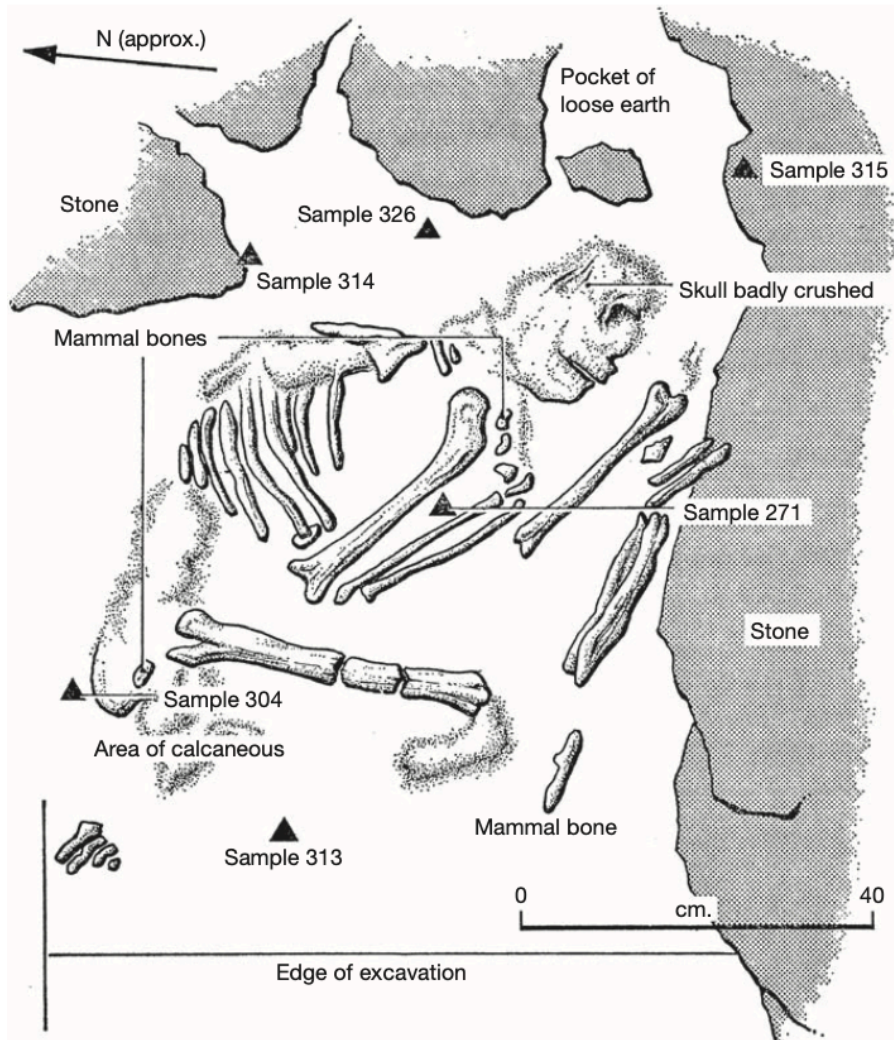 N (approx.)
Pocket of
loose earth
Sample 315
Stone
Sample 326
Sample 314
Skull badly crushed
Mammal bones
Sample 271
Stone
Sample 304
Area of calcaneous
Mammal bone
Sample 313
0
40
cm.
Edge of excavation